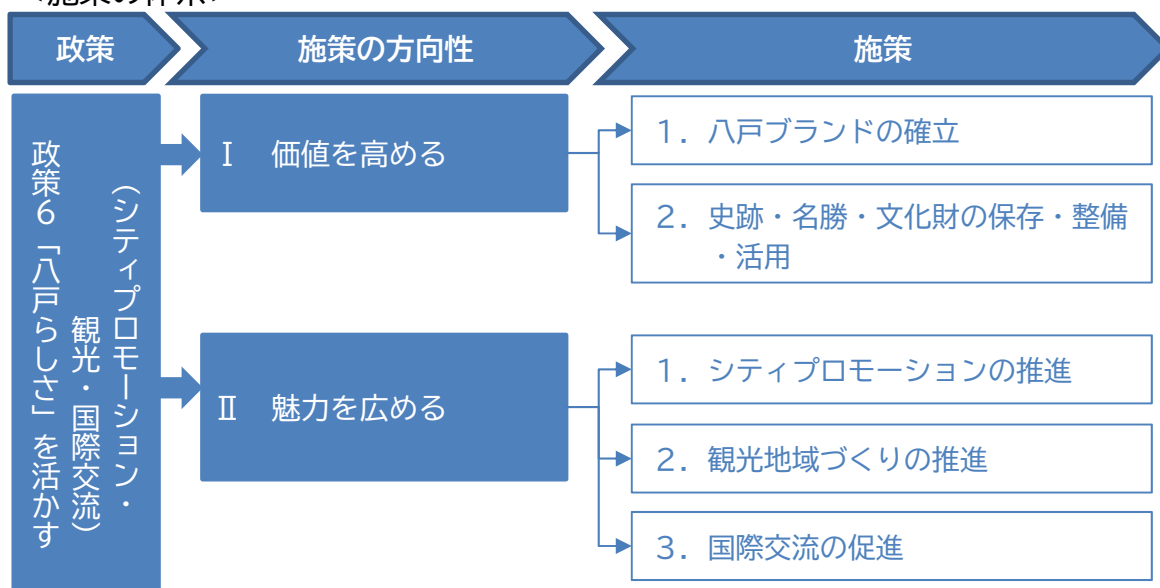 <施策の体系>
政策
施策の方向性
施策
政策6「八戸らしさ」を活かす
(シティプロモーション・
観光・国際交流)
Ⅰ 価値を高める
1. 八戸ブランドの確立
2. 史跡・名勝・文化財の保存・整備
・活用
Ⅱ 魅力を広める
1. シティプロモーションの推進
2. 観光地域づくりの推進
3. 国際交流の促進